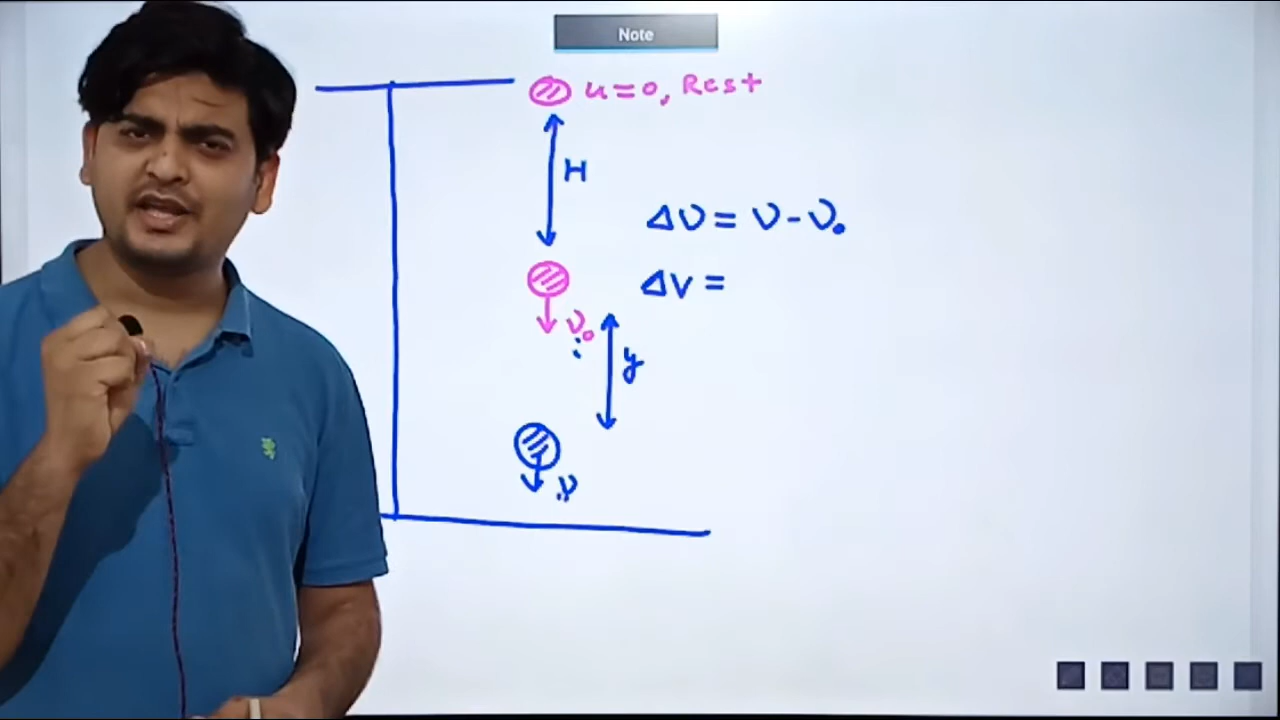 Note
u=0, Rest
H
Δv = v - v₀
Δv =
v₀
y
v